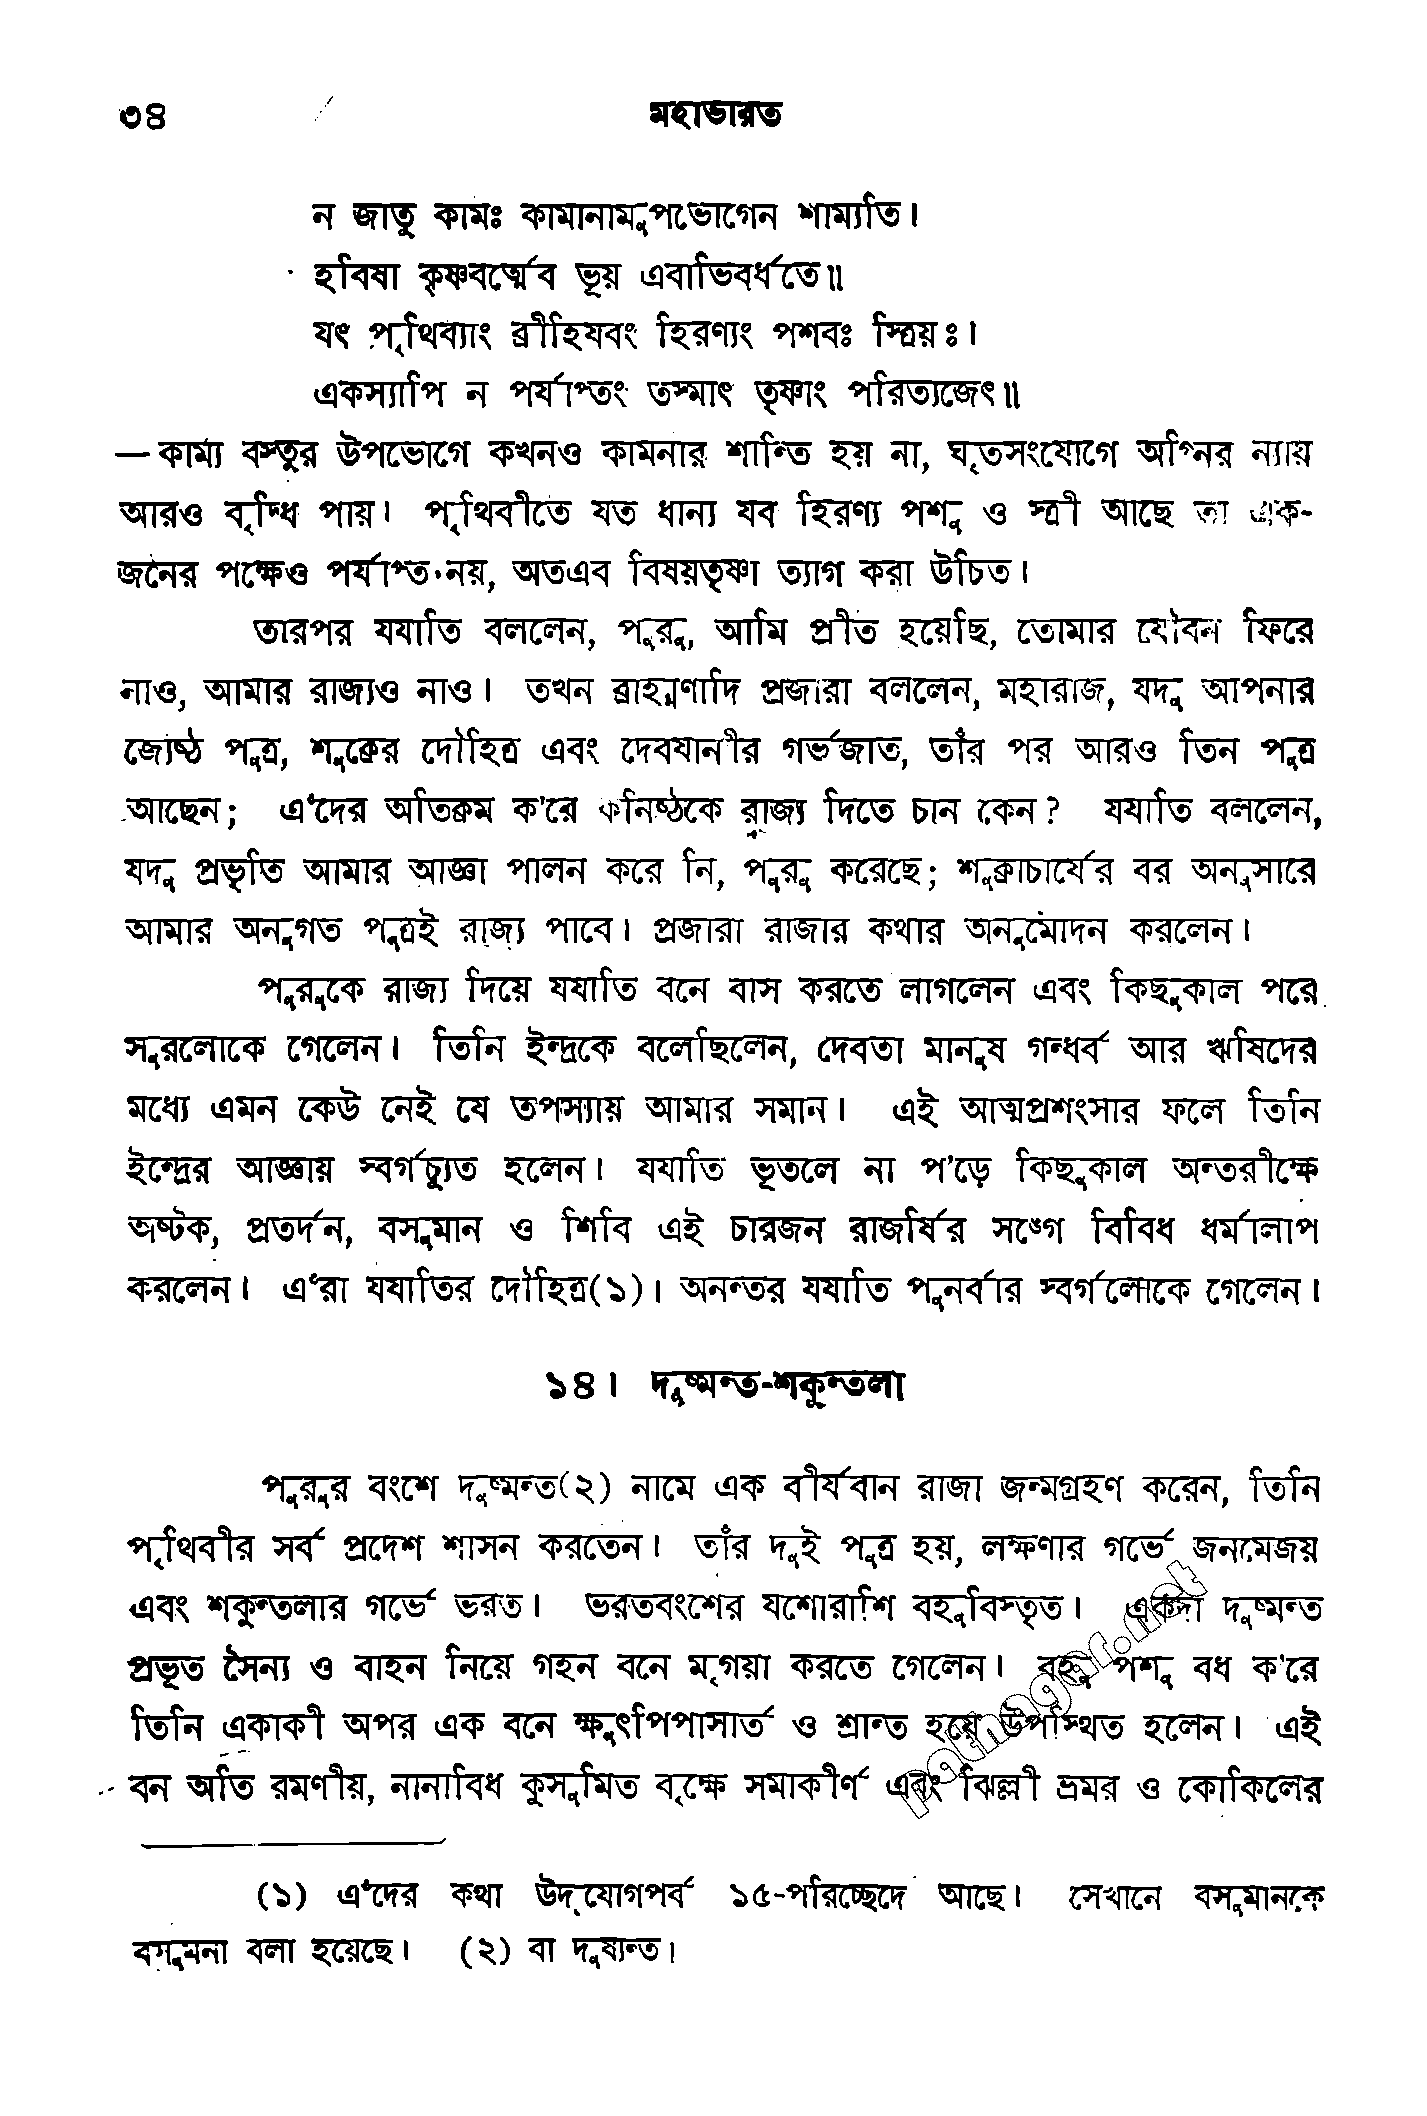 ৩৪ মহাভারত
ন জাতু কামঃ কামানামুপভোগেন শাম্যতি।
হবিষা কৃষ্ণবর্ত্মেব ভূয় এবাভিবর্ধতে॥
যৎ পৃথিব্যাং ব্রীহিযবং হিরণ্যং পশবঃ স্ত্রিয়ঃ।
একস্যাপি ন পর্যাপ্তং তস্মাৎ তৃষ্ণাং পরিত্যজেৎ॥
—কাম্য বস্তুর উপভোগে কখনও কামনার শান্তি হয় না, ঘৃতসংযোগে অগ্নির ন্যায়
আরও বৃদ্ধি পায়। পৃথিবীতে যত ধান্য যব হিরণ্য পশু ও স্ত্রী আছে তা এক-
জনের পক্ষেও পর্যাপ্ত নয়, অতএব বিষয়তৃষ্ণা ত্যাগ করা উচিত।
তারপর যযাতি বললেন, পুরু, আমি প্রীত হয়েছি, তোমার যৌবন ফিরে
নাও, আমার রাজ্যও নাও। তখন ব্রাহ্মণাদি প্রজারা বললেন, মহারাজ, যদু আপনার
জ্যেষ্ঠ পুত্র, শুক্রের দৌহিত্র এবং দেবযানীর গর্ভজাত, তাঁর পর আরও তিন পুত্র
আছেন; এঁদের অতিক্রম ক'রে কনিষ্ঠকে রাজ্য দিতে চান কেন? যযাতি বললেন,
যদু প্রভৃতি আমার আজ্ঞা পালন করে নি, পুরু করেছে; শুক্রাচার্যের বর অনুসারে
আমার অনুগত পুত্রই রাজ্য পাবে। প্রজারা রাজার কথার অনুমোদন করলেন।
পুরুকে রাজ্য দিয়ে যযাতি বনে বাস করতে লাগলেন এবং কিছুকাল পরে
সুরলোকে গেলেন। তিনি ইন্দ্রকে বলেছিলেন, দেবতা মানুষ গন্ধর্ব আর ঋষিদের
মধ্যে এমন কেউ নেই যে তপস্যায় আমার সমান। এই আত্মপ্রশংসার ফলে তিনি
ইন্দ্রের আজ্ঞায় স্বর্গচ্যুত হলেন। যযাতি ভূতলে না প'ড়ে কিছুকাল অন্তরীক্ষে
অষ্টক, প্রতর্দন, বসুমান ও শিবি এই চারজন রাজর্ষির সঙ্গে বিবিধ ধর্মালাপ
করলেন। এঁরা যযাতির দৌহিত্র(১)। অনন্তর যযাতি পুনর্বার স্বর্গলোকে গেলেন।
১৪। দুষ্মন্ত-শকুন্তলা
পুরুর বংশে দুষ্মন্ত(২) নামে এক বীর্যবান রাজা জন্মগ্রহণ করেন, তিনি
পৃথিবীর সর্ব প্রদেশ শাসন করতেন। তাঁর দুই পুত্র হয়, লক্ষণার গর্ভে জনমেজয়
এবং শকুন্তলার গর্ভে ভরত। ভরতবংশের যশোরাশি বহুবিস্তৃত। একদা দুষ্মন্ত
প্রভূত সৈন্য ও বাহন নিয়ে গহন বনে মৃগয়া করতে গেলেন। বহু পশু বধ ক'রে
তিনি একাকী অপর এক বনে ক্ষুৎপিপাসার্ত ও শ্রান্ত হয়ে উপস্থিত হলেন। এই
বন অতি রমণীয়, নানাবিধ কুসুমিত বৃক্ষে সমাকীর্ণ এবং ঝিল্লী ভ্রমর ও কোকিলের
(১) এঁদের কথা উদ্‌যোগপর্ব ১৫-পরিচ্ছেদে আছে। সেখানে বসুমানকে
বসুমনা বলা হয়েছে। (২) বা দুষ্যন্ত।
pathagar.net